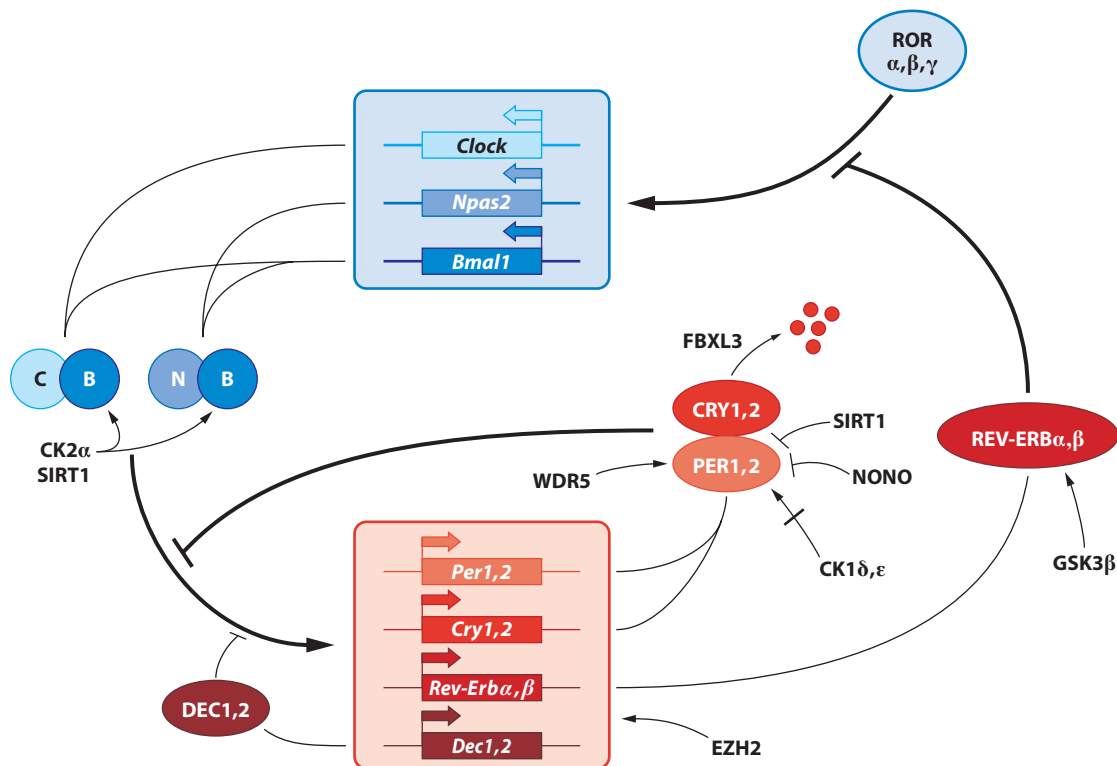 ROR
α,β,γ
Clock
Npas2
Bmal1
FBXL3
C
B
N
B
CRY1,2
SIRT1
REV-ERBα,β
CK2α
SIRT1
WDR5
PER1,2
NONO
Per1,2
CK1δ,ε
GSK3β
Cry1,2
Rev-Erbα,β
DEC1,2
Dec1,2
EZH2